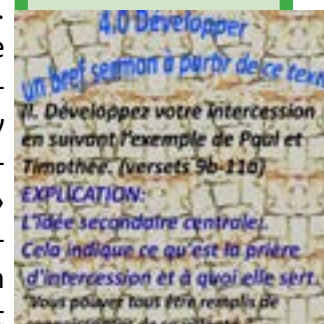 4.0 Développer
un bref sermon à partir de ce text
II. Développez votre intercession
en suivant l'exemple de Paul et
Timothée. (versets 9b-11a)
EXPLICATION:
L'idée secondaire centrale:
Cela indique ce qu'est la prière
d'intercession et à quoi elle sert.
"Vous pouvez tous être remplis de